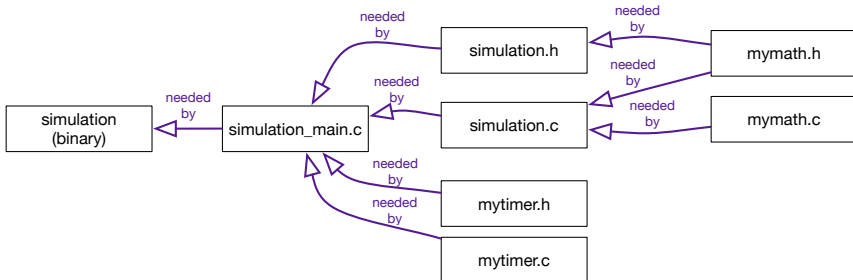 needed
by
simulation.h
needed
by
mymath.h
needed
by
needed
by
simulation
(binary)
needed
by
simulation_main.c
simulation.c
needed
by
mymath.c
needed
by
mytimer.h
needed
by
mytimer.c